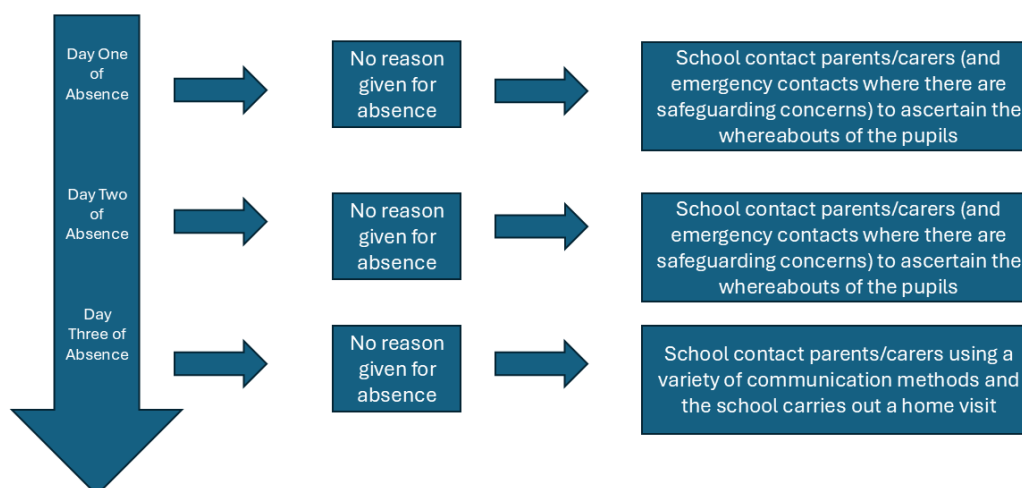 Day One
of
Absence
No reason
given for
absence
School contact parents/carers (and
emergency contacts where there are
safeguarding concerns) to ascertain the
whereabouts of the pupils
Day Two
of
Absence
No reason
given for
absence
School contact parents/carers (and
emergency contacts where there are
safeguarding concerns) to ascertain the
whereabouts of the pupils
Day
Three of
Absence
No reason
given for
absence
School contact parents/carers using a
variety of communication methods and
the school carries out a home visit